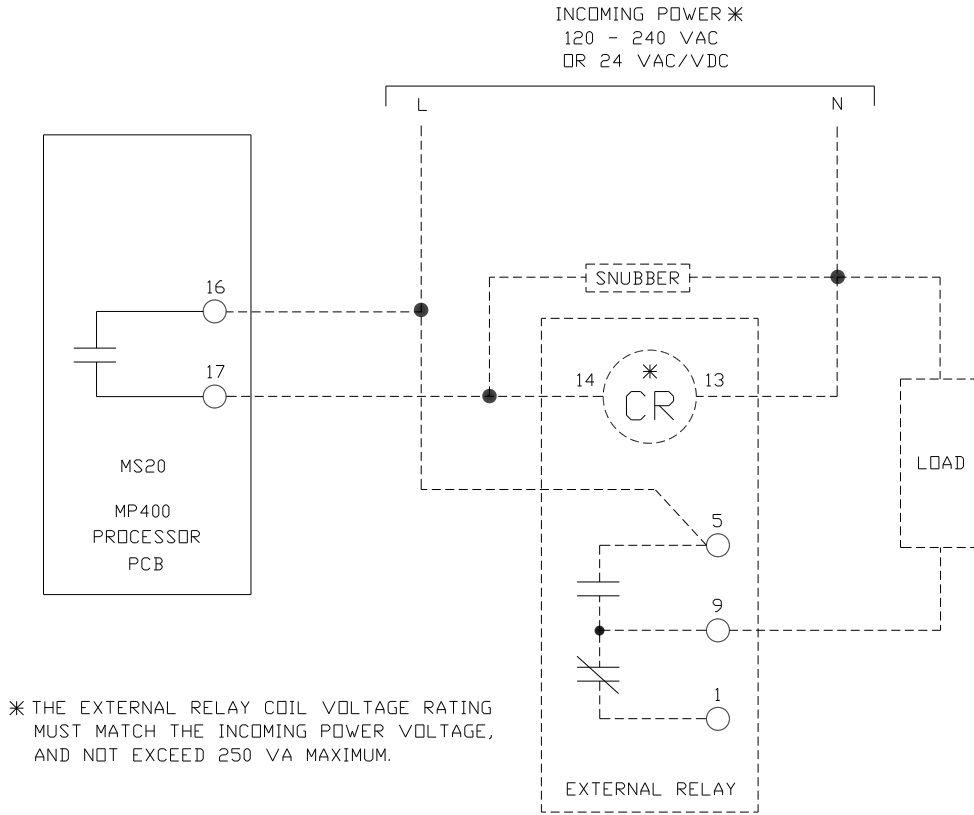 INCOMING POWER *
120 - 240 VAC
OR 24 VAC/VDC
L
N
16
17
SNUBBER
14
*
CR
13
MS20
MP400
PROCESSOR
PCB
LOAD
5
9
1
* THE EXTERNAL RELAY COIL VOLTAGE RATING
MUST MATCH THE INCOMING POWER VOLTAGE,
AND NOT EXCEED 250 VA MAXIMUM.
EXTERNAL RELAY